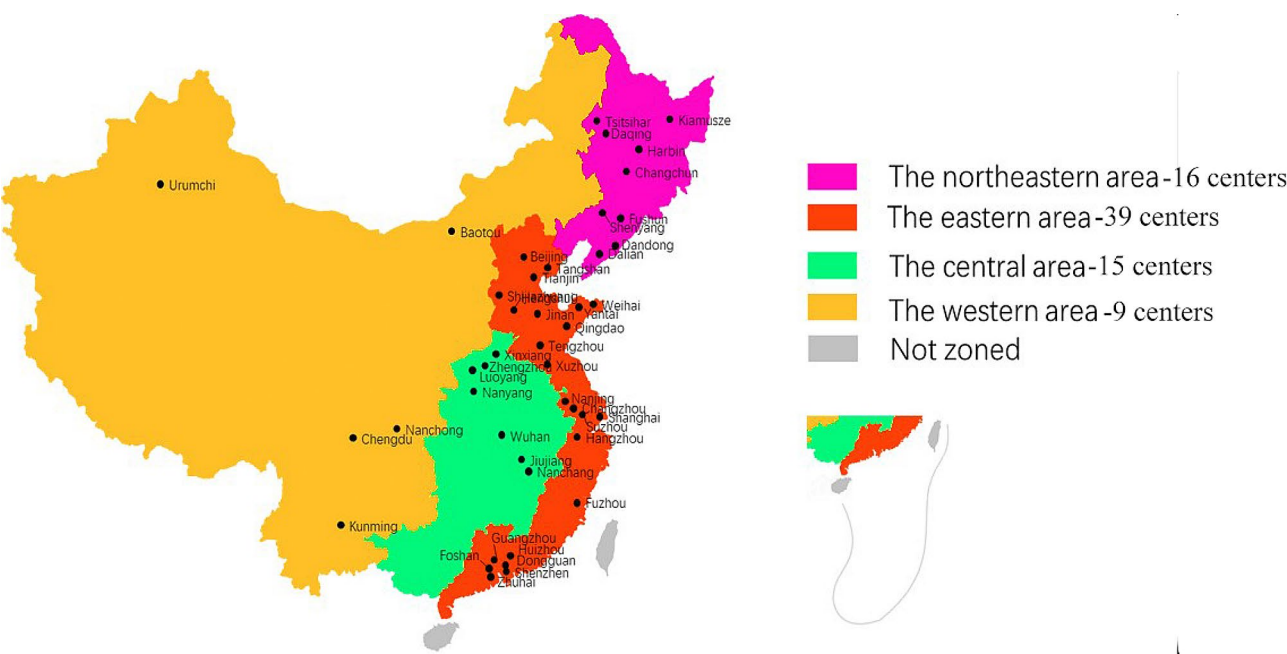 Tsitsihar
Kiamusze
Daqing
Harbin
Changchun
Urumchi
Fushun
Shenyang
Baotou
Dandong
Dalian
Beijing
Tangshan
Tianjin
Shijiazhuang
Hengshui
Weihai
Yantai
Jinan
Qingdao
Tengzhou
Xinxiang
Zhengzhou
Xuzhou
Luoyang
Nanyang
Nanjing
Changzhou
Shanghai
Suzhou
Nanchong
Chengdu
Wuhan
Hangzhou
Jiujiang
Nanchang
Fuzhou
Kunming
Guangzhou
Huizhou
Foshan
Dongguan
Shenzhen
Zhuhai
The northeastern area-16 centers
The eastern area-39 centers
The central area-15 centers
The western area-9 centers
Not zoned